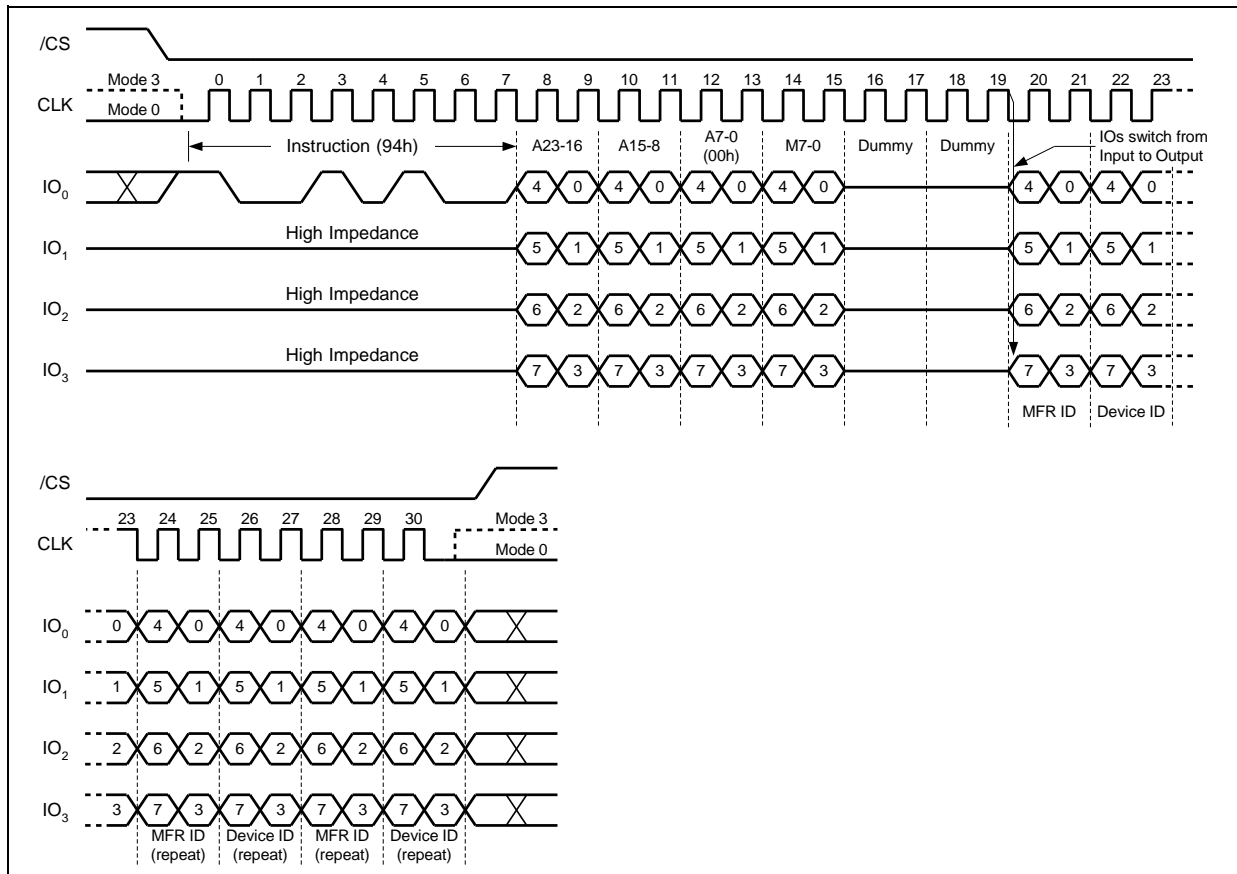 /CS
Mode 3 0 1 2 3 4 5 6 7 8 9 10 11 12 13 14 15 16 17 18 19 20 21 22 23
CLK
Mode 0
Instruction (94h) A23-16 A15-8 A7-0 (00h) M7-0 Dummy Dummy IOs switch from Input to Output
IO0 4 0 4 0 4 0 4 0 4 0 4 0
High Impedance
IO1 5 1 5 1 5 1 5 1 5 1 5 1
High Impedance
IO2 6 2 6 2 6 2 6 2 6 2 6 2
High Impedance
IO3 7 3 7 3 7 3 7 3 7 3 7 3
MFR ID Device ID
/CS
23 24 25 26 27 28 29 30 Mode 3
CLK
Mode 0
IO0 0 4 0 4 0 4 0 4 0
IO1 1 5 1 5 1 5 1 5 1
IO2 2 6 2 6 2 6 2 6 2
IO3 3 7 3 7 3 7 3 7 3
MFR ID (repeat) Device ID (repeat) MFR ID (repeat) Device ID (repeat)